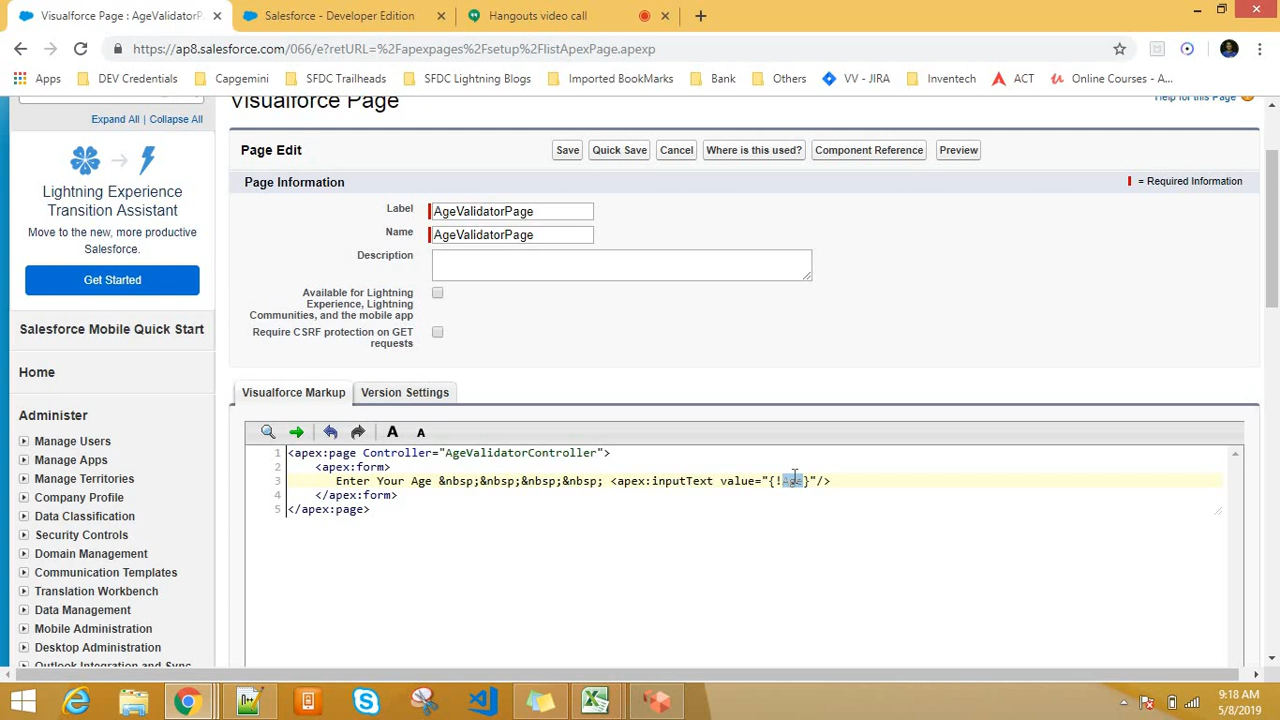 Visualforce Page : AgeValidatorP
Salesforce - Developer Edition
Hangouts video call
https://ap8.salesforce.com/066/e?retURL=%2Fapexpages%2Fsetup%2FlistApexPage.apexp
Apps
DEV Credentials
Capgemini
SFDC Trailheads
SFDC Lightning Blogs
Imported BookMarks
Bank
Others
VV - JIRA
Inventech
ACT
Online Courses - A...
Expand All | Collapse All
Lightning Experience
Transition Assistant
Move to the new, more productive
Salesforce.
Get Started
Salesforce Mobile Quick Start
Home
Administer
Manage Users
Manage Apps
Manage Territories
Data Classification
Security Controls
Domain Management
Communication Templates
Translation Workbench
Data Management
Mobile Administration
Desktop Administration
Outlook Integration and Sync
Visualforce Page
Help for this Page
Page Edit
Save
Quick Save
Cancel
Where is this used?
Component Reference
Preview
Page Information
= Required Information
Label
AgeValidatorPage
Name
AgeValidatorPage
Description
Available for Lightning
Experience, Lightning
Communities, and the mobile app
Require CSRF protection on GET
requests
Visualforce Markup
Version Settings
A
A
1 <apex:page Controller="AgeValidatorController">
2 <apex:form>
3 Enter Your Age &nbsp;&nbsp;&nbsp;&nbsp; <apex:inputText value="{!Age}"/>
4 </apex:form>
5 </apex:page>
9:18 AM
5/8/2019